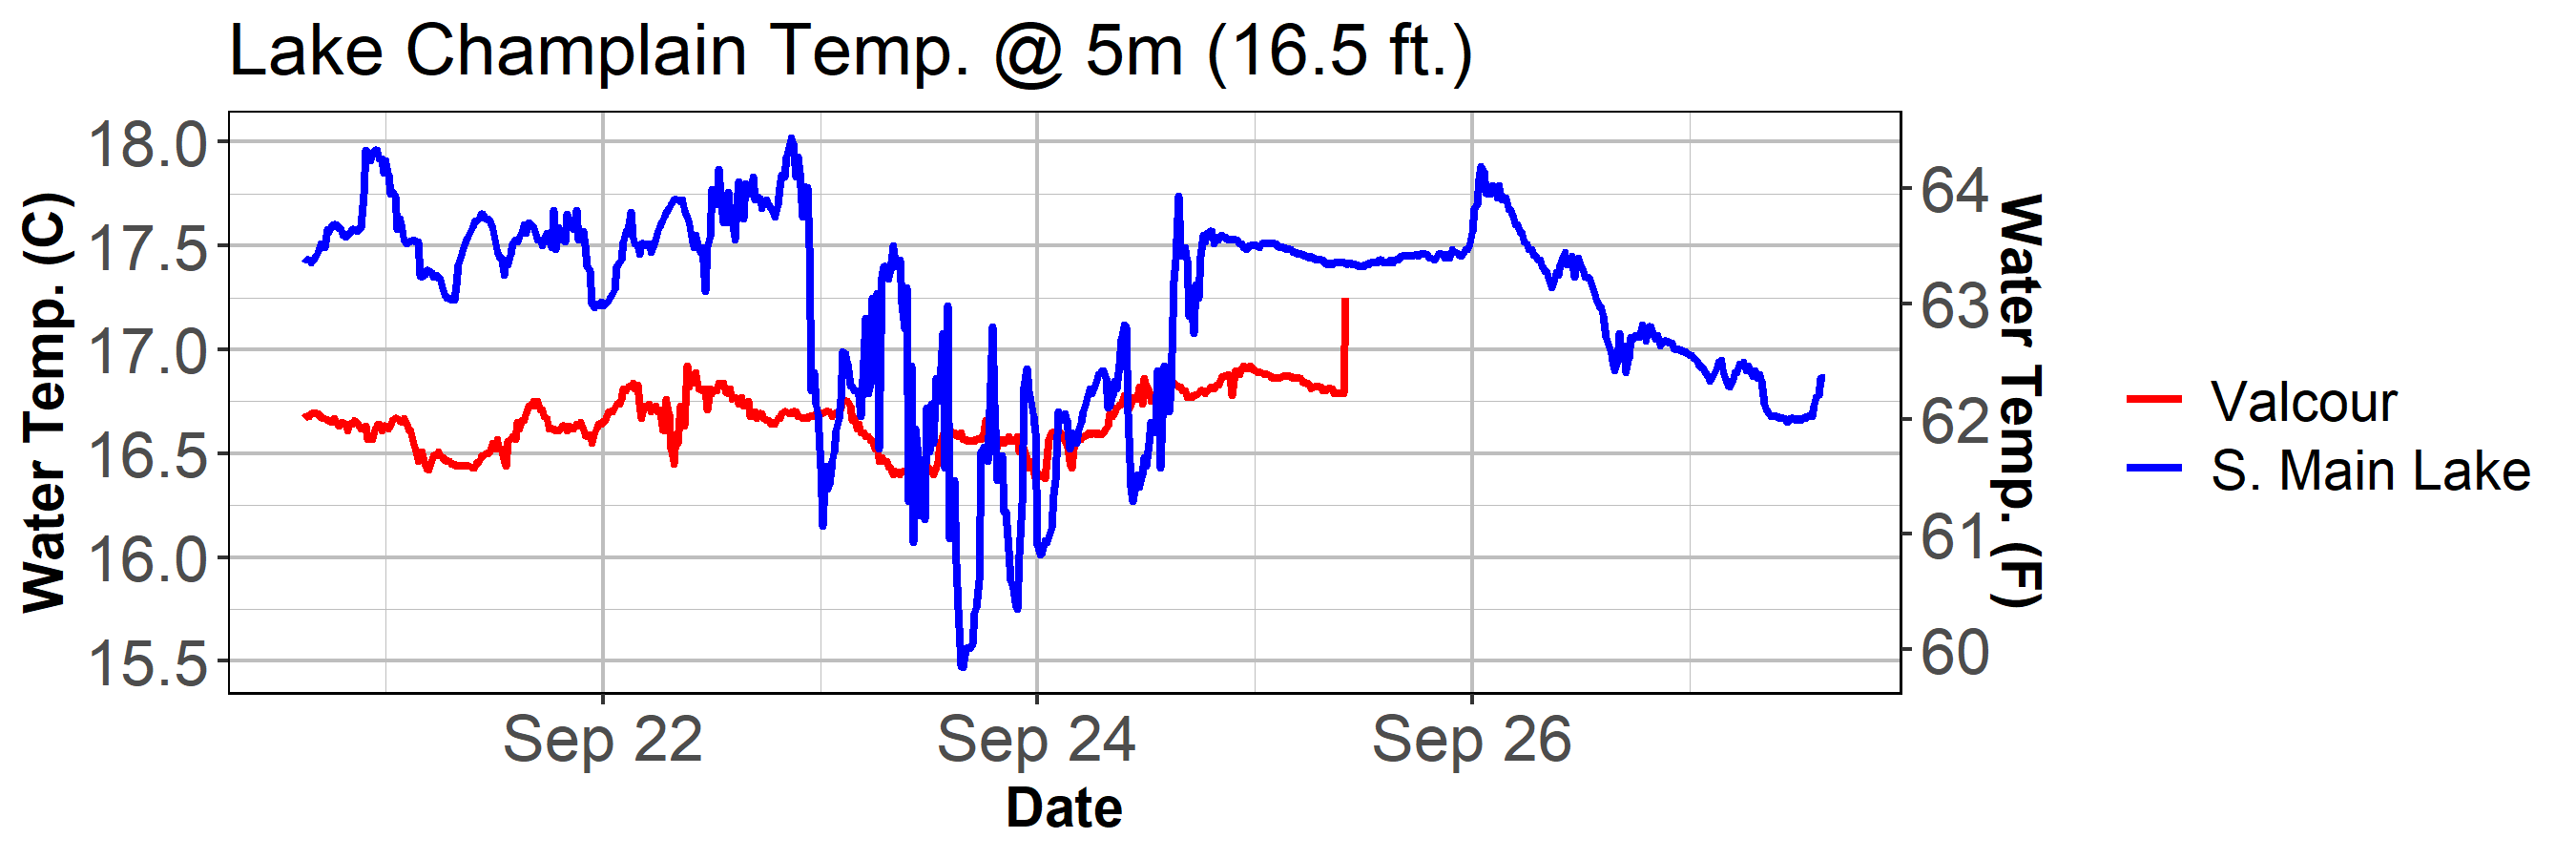 Lake Champlain Temp. @ 5m (16.5 ft.)
Water Temp. (C)
18.0
17.5
17.0
16.5
16.0
15.5
64
63
62
61
60
Water Temp. (F)
Sep 22
Sep 24
Sep 26
Date
Valcour
S. Main Lake